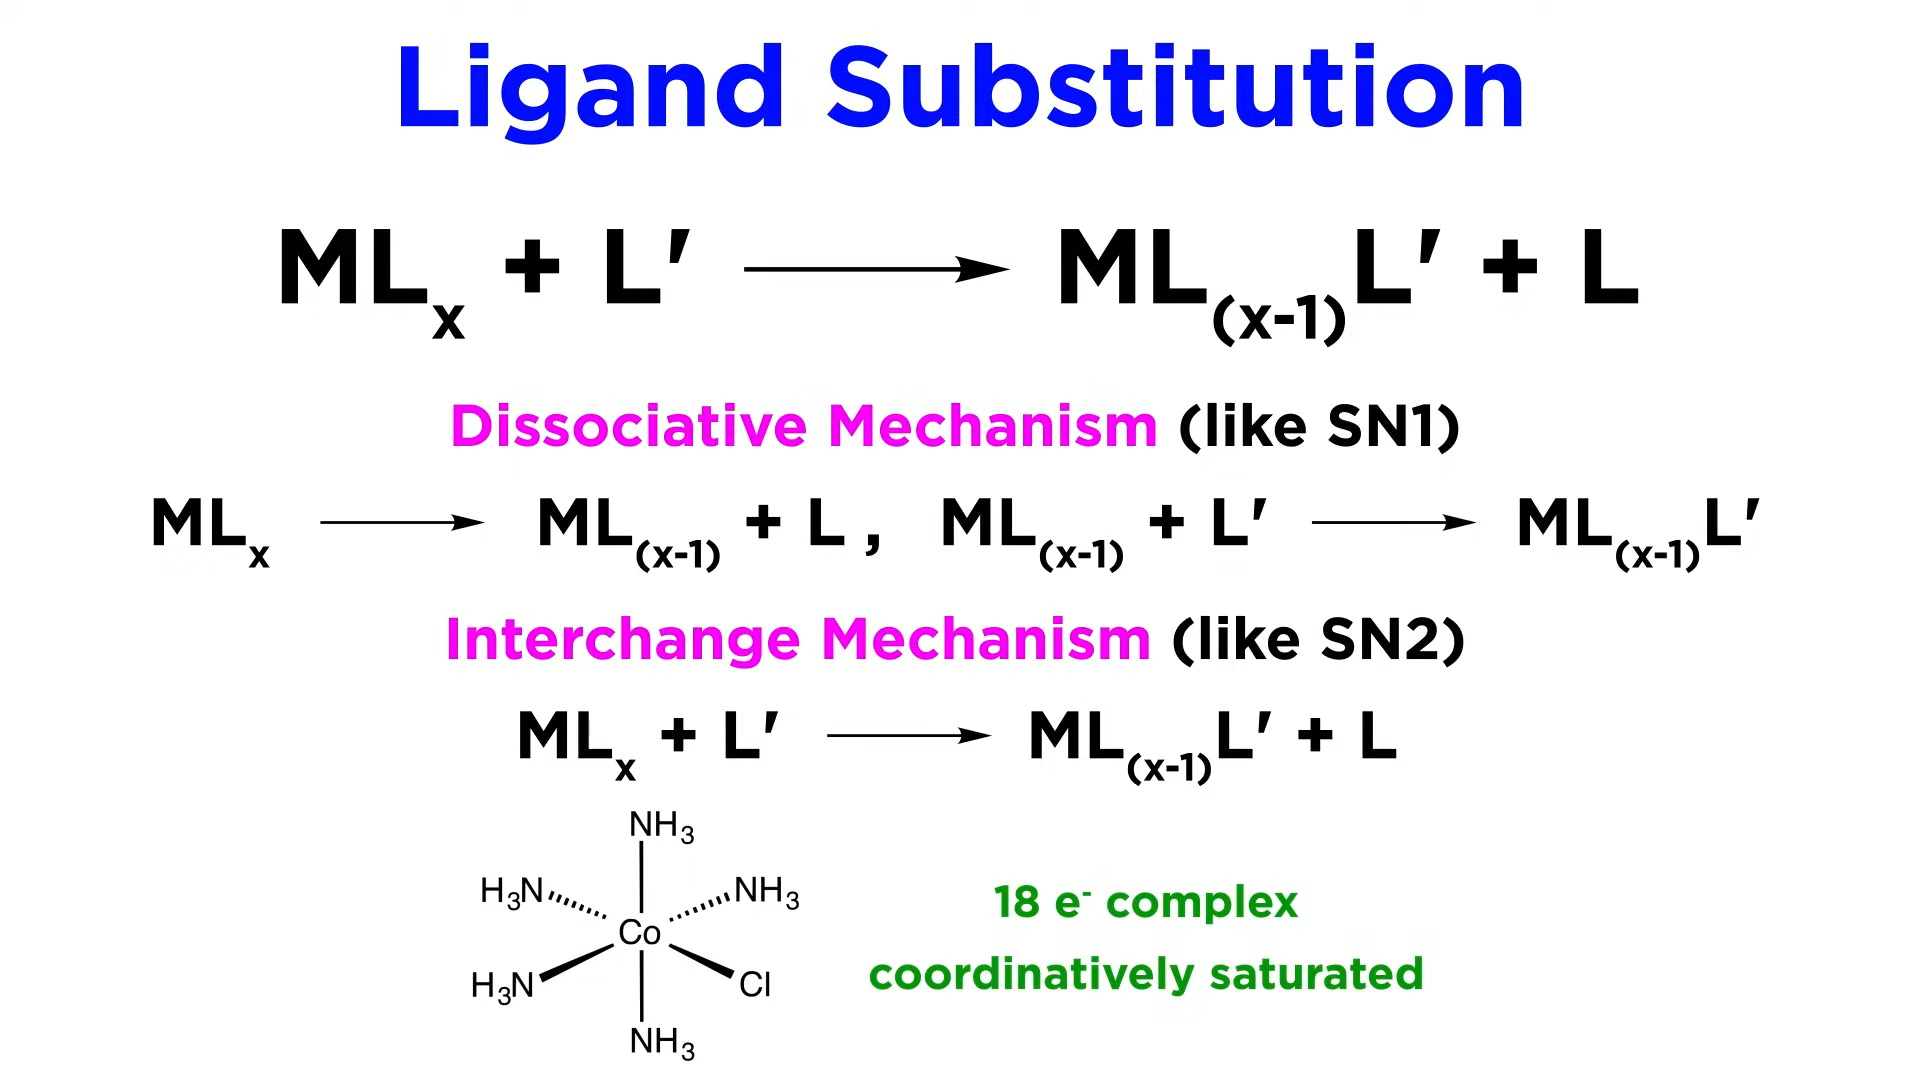 Ligand Substitution
MLₓ + L′ ⟶ ML₍ₓ₋₁₎L′ + L
Dissociative Mechanism (like SN1)
MLₓ ⟶ ML₍ₓ₋₁₎ + L , ML₍ₓ₋₁₎ + L′ ⟶ ML₍ₓ₋₁₎L′
Interchange Mechanism (like SN2)
MLₓ + L′ ⟶ ML₍ₓ₋₁₎L′ + L
NH₃
H₃N NH₃
Co
H₃N Cl
NH₃
18 e⁻ complex
coordinatively saturated